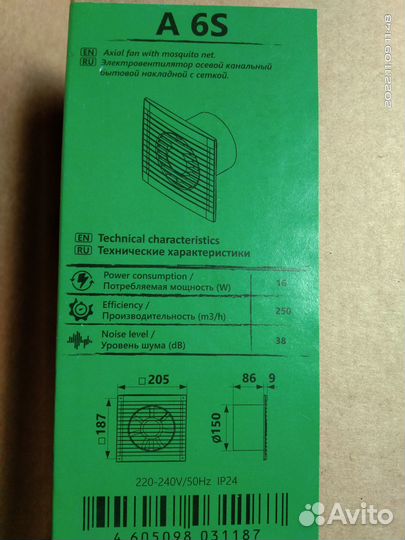 A 6S
EN Axial fan with mosquito net.
RU Электровентилятор осевой канальный
бытовой накладной с сеткой.
EN Technical characteristics
RU Технические характеристики
Power consumption /
Потребляемая мощность (W) 16
Efficiency /
Производительность (m3/h) 250
Noise level /
Уровень шума (dB) 38
□205
86 9
□187
Ø150
220-240V/50Hz IP24
4 605098 031187
2022.11.09 11:48
Avito